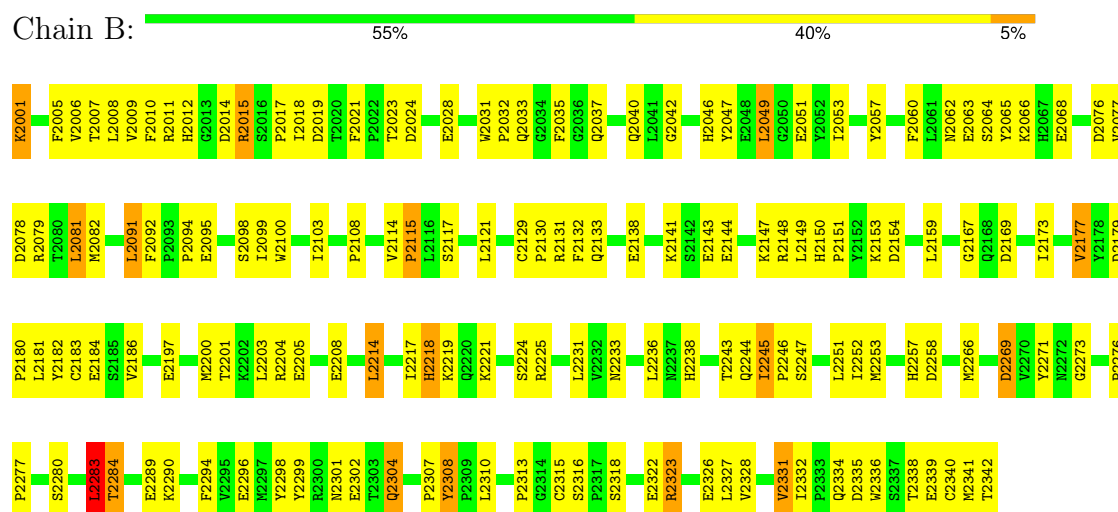 Chain B:
55% 40% 5%
K2001 F2005 V2006 T2007 L2008 V2009 F2010 R2011 H2012 G2013 D2014 R2015 S2016 P2017 I2018 D2019 T2020 F2021 P2022 T2023 D2024 E2028 W2031 P2032 Q2033 G2034 F2035 G2036 Q2037 Q2040 L2041 G2042 H2046 Y2047 E2048 L2049 G2050 E2051 Y2052 I2053 Y2057 F2060 L2061 N2062 E2063 S2064 Y2065 K2066 H2067 E2068 D2076 V2077
D2078 R2079 T2080 L2081 M2082 L2091 F2092 P2093 P2094 E2095 S2098 I2099 W2100 I2103 P2108 V2114 P2115 L2116 S2117 L2121 C2129 P2130 R2131 F2132 Q2133 E2138 K2141 S2142 E2143 E2144 K2147 R2148 L2149 H2150 P2151 Y2152 K2153 D2154 L2159 G2167 Q2168 D2169 I2173 V2177 Y2178 D2179
P2180 L2181 Y2182 C2183 E2184 S2185 V2186 E2197 M2200 T2201 K2202 L2203 R2204 E2205 E2208 L2214 I2217 H2218 K2219 Q2220 K2221 S2224 R2225 L2231 V2232 N2233 L2236 N2237 H2238 T2243 Q2244 I2245 P2246 S2247 L2251 I2252 M2253 H2257 D2258 M2266 D2269 V2270 Y2271 N2272 G2273 P2276
P2277 S2280 L2283 I2284 E2289 K2290 F2294 V2295 E2296 M2297 Y2298 Y2299 R2300 N2301 E2302 T2303 Q2304 P2307 Y2308 P2309 L2310 P2313 G2314 C2315 S2316 P2317 S2318 E2322 R2323 E2326 L2327 V2328 V2331 I2332 P2333 Q2334 D2335 W2336 S2337 T2338 E2339 C2340 M2341 T2342